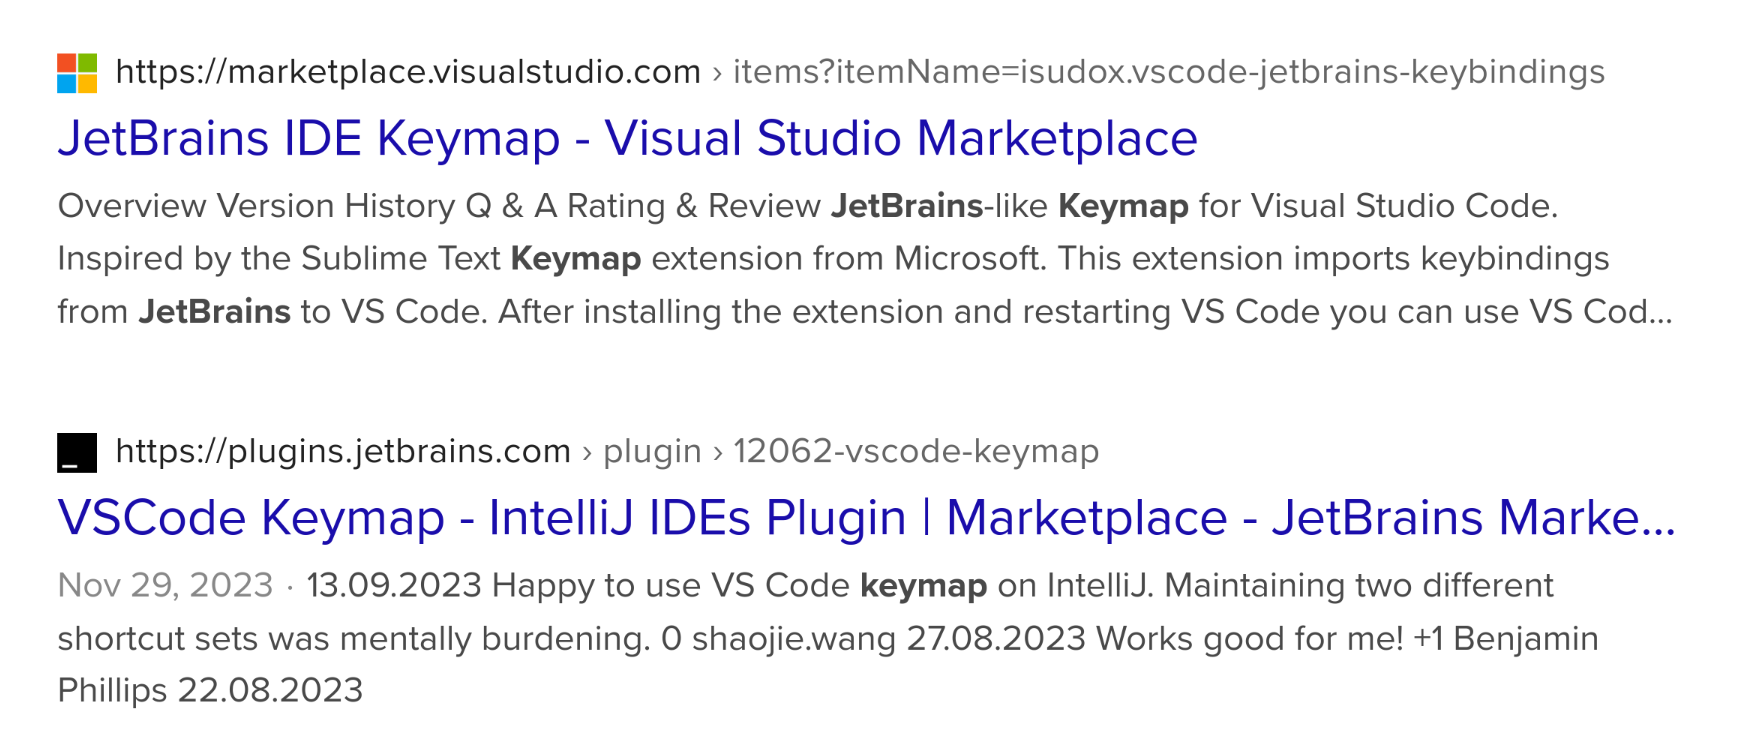 https://marketplace.visualstudio.com › items?itemName=isudox.vscode-jetbrains-keybindings
JetBrains IDE Keymap - Visual Studio Marketplace
Overview Version History Q & A Rating & Review JetBrains-like Keymap for Visual Studio Code.
Inspired by the Sublime Text Keymap extension from Microsoft. This extension imports keybindings
from JetBrains to VS Code. After installing the extension and restarting VS Code you can use VS Cod...
https://plugins.jetbrains.com › plugin › 12062-vscode-keymap
VSCode Keymap - IntelliJ IDEs Plugin | Marketplace - JetBrains Marke...
Nov 29, 2023 · 13.09.2023 Happy to use VS Code keymap on IntelliJ. Maintaining two different
shortcut sets was mentally burdening. 0 shaojie.wang 27.08.2023 Works good for me! +1 Benjamin
Phillips 22.08.2023